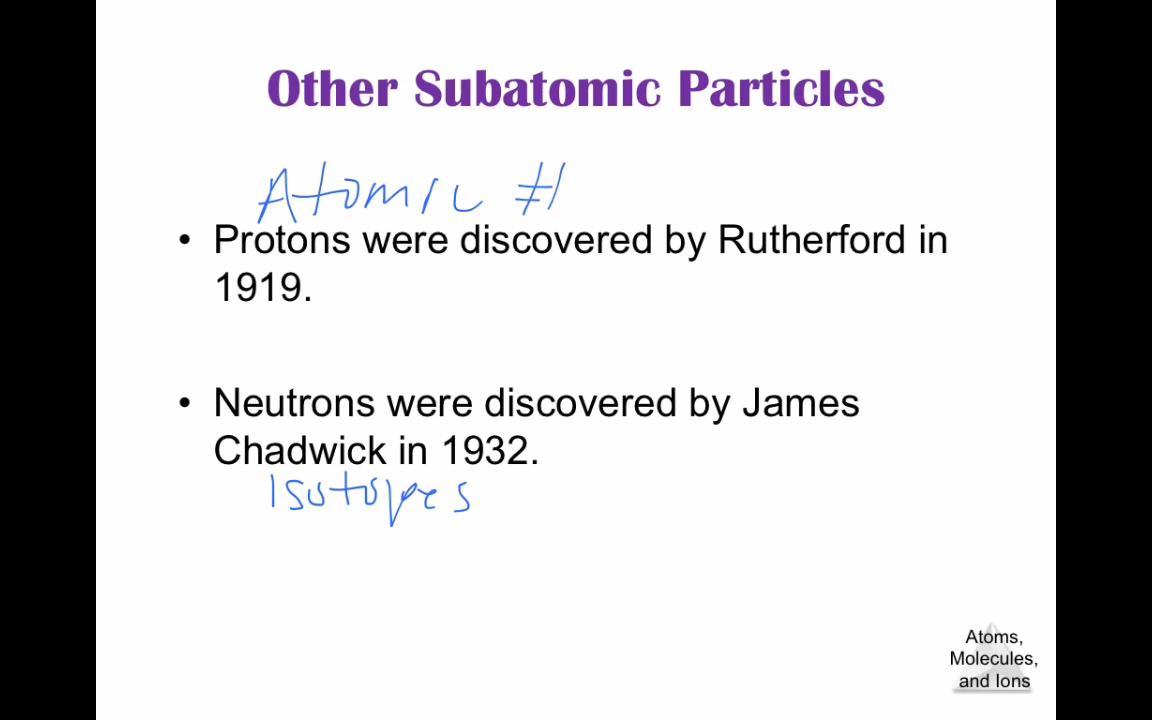 Other Subatomic Particles
Atomic #
• Protons were discovered by Rutherford in
1919.
• Neutrons were discovered by James
Chadwick in 1932.
Isotopes
Atoms,
Molecules,
and Ions